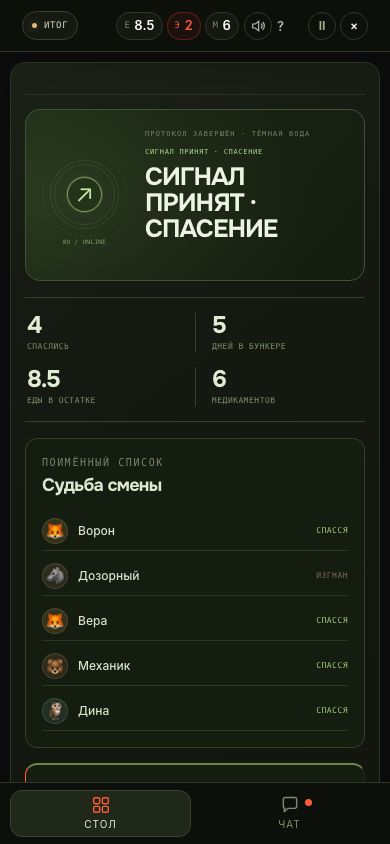 ИТОГ
Е 8.5 Э 2 М 6 ? II ×
ПРОТОКОЛ ЗАВЕРШЁН · ТЁМНАЯ ВОДА
СИГНАЛ ПРИНЯТ · СПАСЕНИЕ
СИГНАЛ
ПРИНЯТ ·
СПАСЕНИЕ
09 / ONLINE
4
СПАСЛИСЬ
5
ДНЕЙ В БУНКЕРЕ
8.5
ЕДЫ В ОСТАТКЕ
6
МЕДИКАМЕНТОВ
ПОИМЁННЫЙ СПИСОК
Судьба смены
Ворон СПАССЯ
Дозорный ИЗГНАН
Вера СПАССЯ
Механик СПАССЯ
Дина СПАССЯ
СТОЛ
ЧАТ